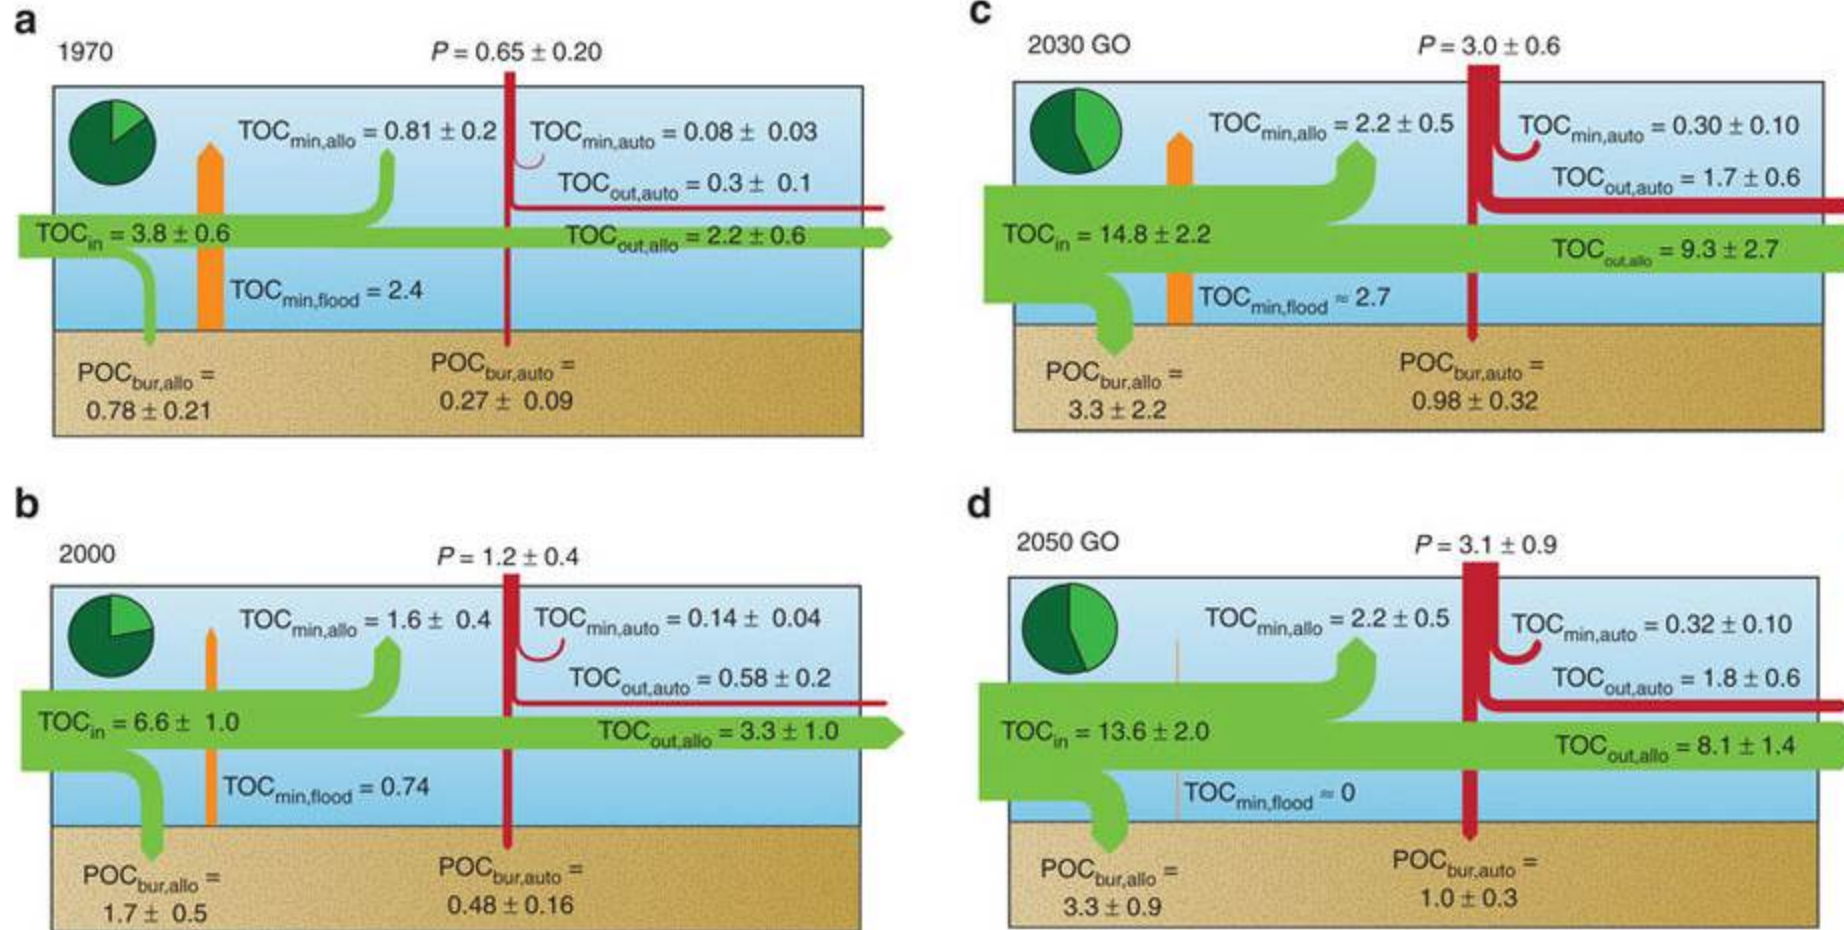 a
1970
P = 0.65 ± 0.20
TOCmin,allo = 0.81 ± 0.2
TOCmin,auto = 0.08 ± 0.03
TOCout,auto = 0.3 ± 0.1
TOCin = 3.8 ± 0.6
TOCout,allo = 2.2 ± 0.6
TOCmin,flood = 2.4
POCbur,allo =
0.78 ± 0.21
POCbur,auto =
0.27 ± 0.09
b
2000
P = 1.2 ± 0.4
TOCmin,allo = 1.6 ± 0.4
TOCmin,auto = 0.14 ± 0.04
TOCout,auto = 0.58 ± 0.2
TOCin = 6.6 ± 1.0
TOCout,allo = 3.3 ± 1.0
TOCmin,flood = 0.74
POCbur,allo =
1.7 ± 0.5
POCbur,auto =
0.48 ± 0.16
c
2030 GO
P = 3.0 ± 0.6
TOCmin,allo = 2.2 ± 0.5
TOCmin,auto = 0.30 ± 0.10
TOCout,auto = 1.7 ± 0.6
TOCin = 14.8 ± 2.2
TOCout,allo = 9.3 ± 2.7
TOCmin,flood ≈ 2.7
POCbur,allo =
3.3 ± 2.2
POCbur,auto =
0.98 ± 0.32
d
2050 GO
P = 3.1 ± 0.9
TOCmin,allo = 2.2 ± 0.5
TOCmin,auto = 0.32 ± 0.10
TOCout,auto = 1.8 ± 0.6
TOCin = 13.6 ± 2.0
TOCout,allo = 8.1 ± 1.4
TOCmin,flood ≈ 0
POCbur,allo =
3.3 ± 0.9
POCbur,auto =
1.0 ± 0.3